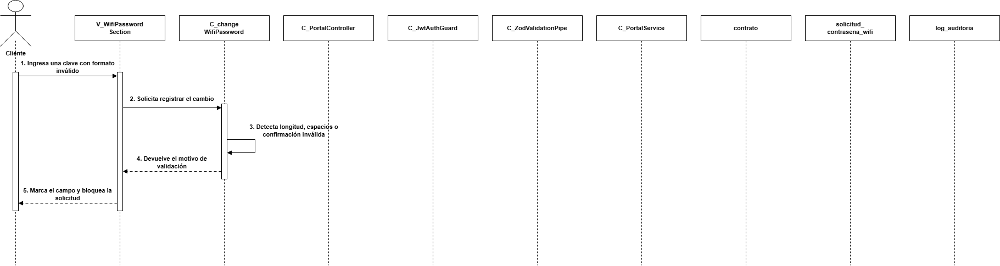 Cliente
V_WifiPassword
Section
C_change
WifiPassword
C_PortalController
C_JwtAuthGuard
C_ZodValidationPipe
C_PortalService
contrato
solicitud_
contrasena_wifi
log_auditoria
1. Ingresa una clave con formato
inválido
2. Solicita registrar el cambio
3. Detecta longitud, espacios o
confirmación inválida
4. Devuelve el motivo de
validación
5. Marca el campo y bloquea la
solicitud